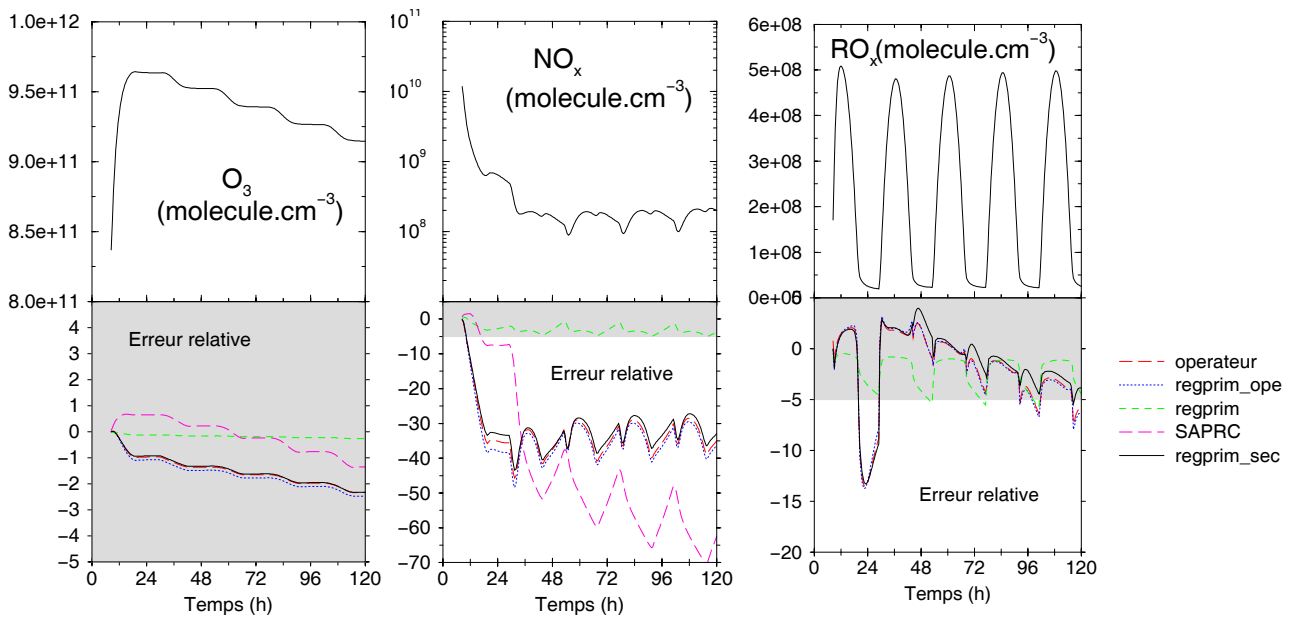 1.0e+12
9.5e+11
9.0e+11
8.5e+11
8.0e+11
O3
(molecule.cm−3)
4
3
2
1
0
−1
−2
−3
−4
−5
Erreur relative
0 24 48 72 96 120
Temps (h)
10^11
10^10
10^9
10^8
NOx
(molecule.cm−3)
0
−10
−20
−30
−40
−50
−60
−70
Erreur relative
0 24 48 72 96 120
Temps (h)
6e+08
5e+08
4e+08
3e+08
2e+08
1e+08
0e+00
ROx(molecule.cm−3)
0
−5
−10
−15
−20
Erreur relative
0 24 48 72 96 120
Temps (h)
operateur
regprim_ope
regprim
SAPRC
regprim_sec